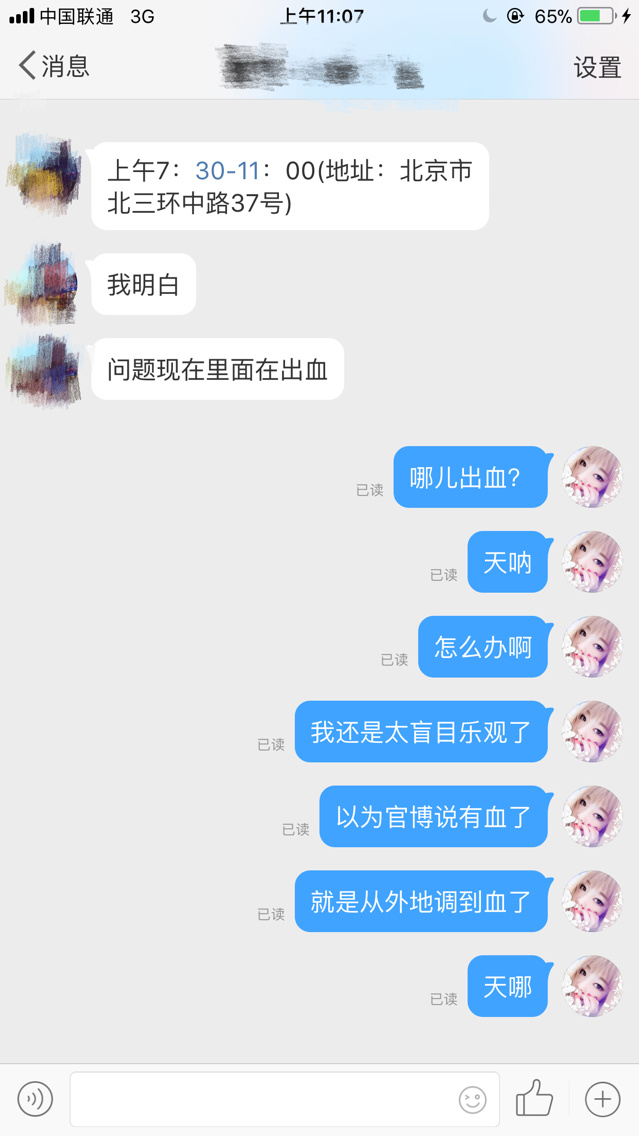 中国联通 3G 上午11:07 65%
消息 设置
上午7：30-11：00(地址：北京市
北三环中路37号)
我明白
问题现在里面在出血
已读 哪儿出血？
已读 天呐
已读 怎么办啊
已读 我还是太盲目乐观了
已读 以为官博说有血了
已读 就是从外地调到血了
已读 天哪